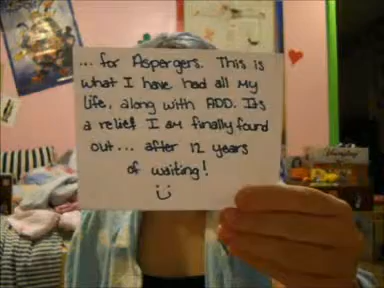 ... for Aspergers. This is
what I have had all my
life, along with ADD. Its
a relief I am finally found
out... after 12 years
of waiting!